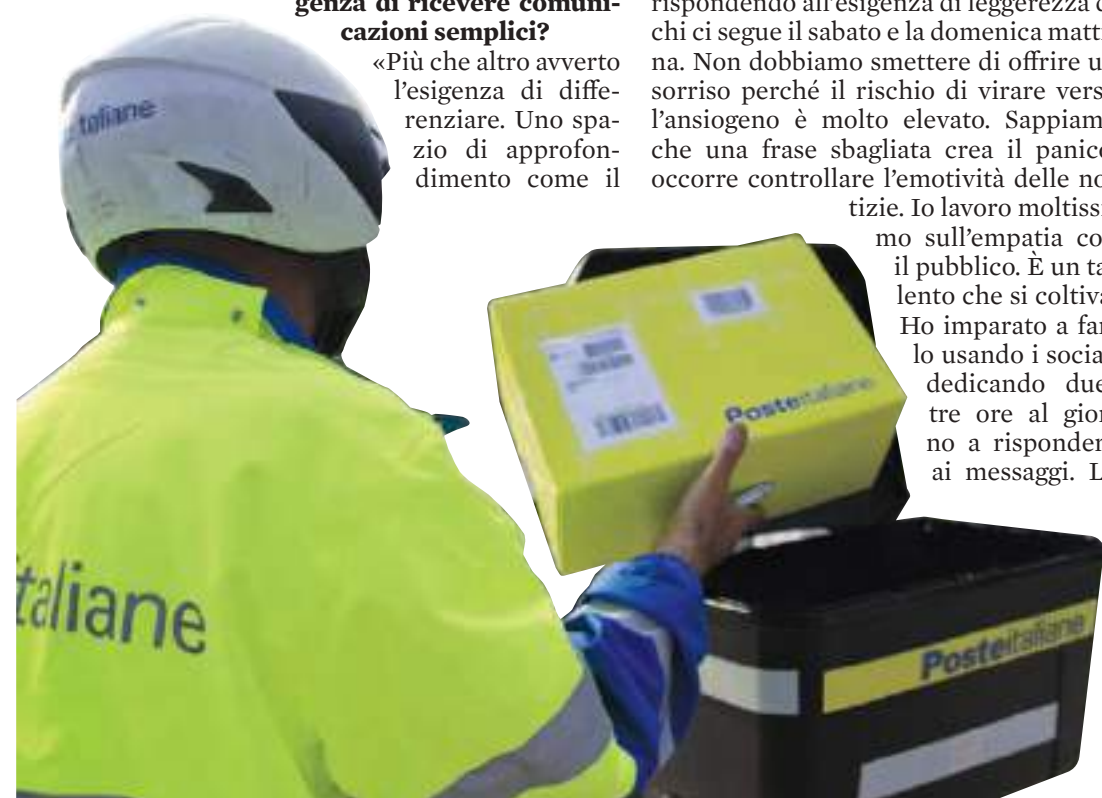 genza di ricevere comuni-
cazioni semplici?
«Più che altro avverto
l'esigenza di diffe-
renziare. Uno spa-
zio di approfon-
dimento come il
rispondendo all'esigenza di leggerezza d
chi ci segue il sabato e la domenica matti
na. Non dobbiamo smettere di offrire u
sorriso perché il rischio di virare vers
l'ansiogeno è molto elevato. Sappiam
che una frase sbagliata crea il panico
occorre controllare l'emotività delle no
tizie. Io lavoro moltissi
mo sull'empatia co
il pubblico. È un ta
lento che si coltiva
Ho imparato a far
lo usando i socia
dedicando due
tre ore al gior
no a risponder
ai messaggi. L
taliane
taliane
Posteitaliane
Posteitaliane